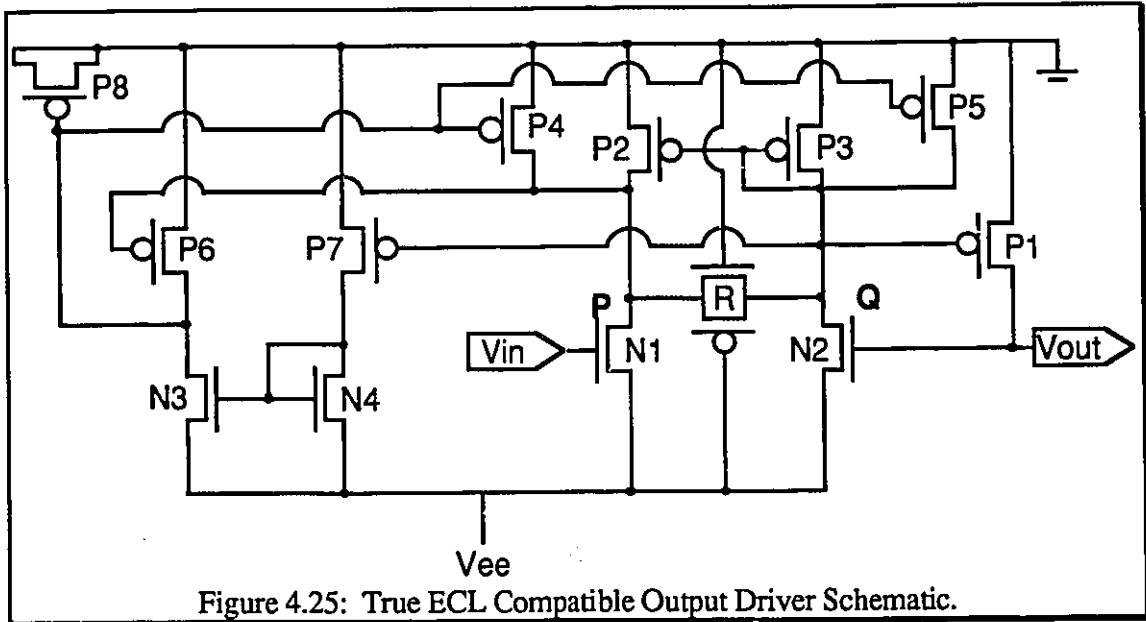 P8
P4
P5
P2
P3
P6
P7
P1
P
R
Q
Vin
N1
N2
Vout
N3
N4
Vee
Figure 4.25: True ECL Compatible Output Driver Schematic.